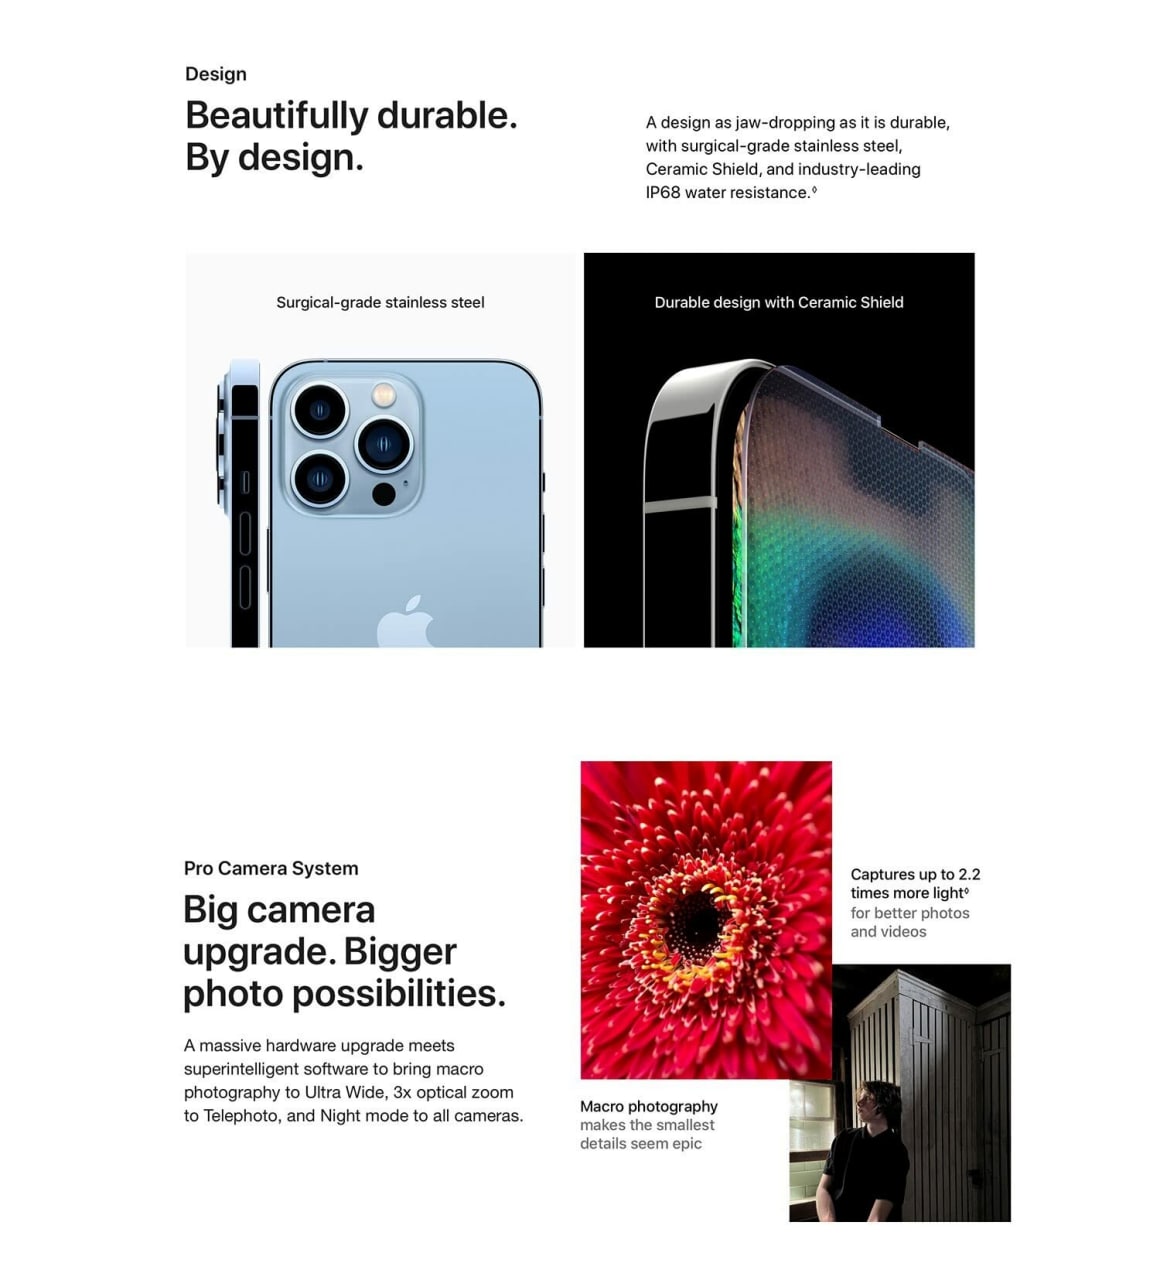 Design
Beautifully durable.
By design.
A design as jaw-dropping as it is durable,
with surgical-grade stainless steel,
Ceramic Shield, and industry-leading
IP68 water resistance.◊
Surgical-grade stainless steel
Durable design with Ceramic Shield
Pro Camera System
Big camera
upgrade. Bigger
photo possibilities.
A massive hardware upgrade meets
superintelligent software to bring macro
photography to Ultra Wide, 3x optical zoom
to Telephoto, and Night mode to all cameras.
Captures up to 2.2
times more light◊
for better photos
and videos
Macro photography
makes the smallest
details seem epic